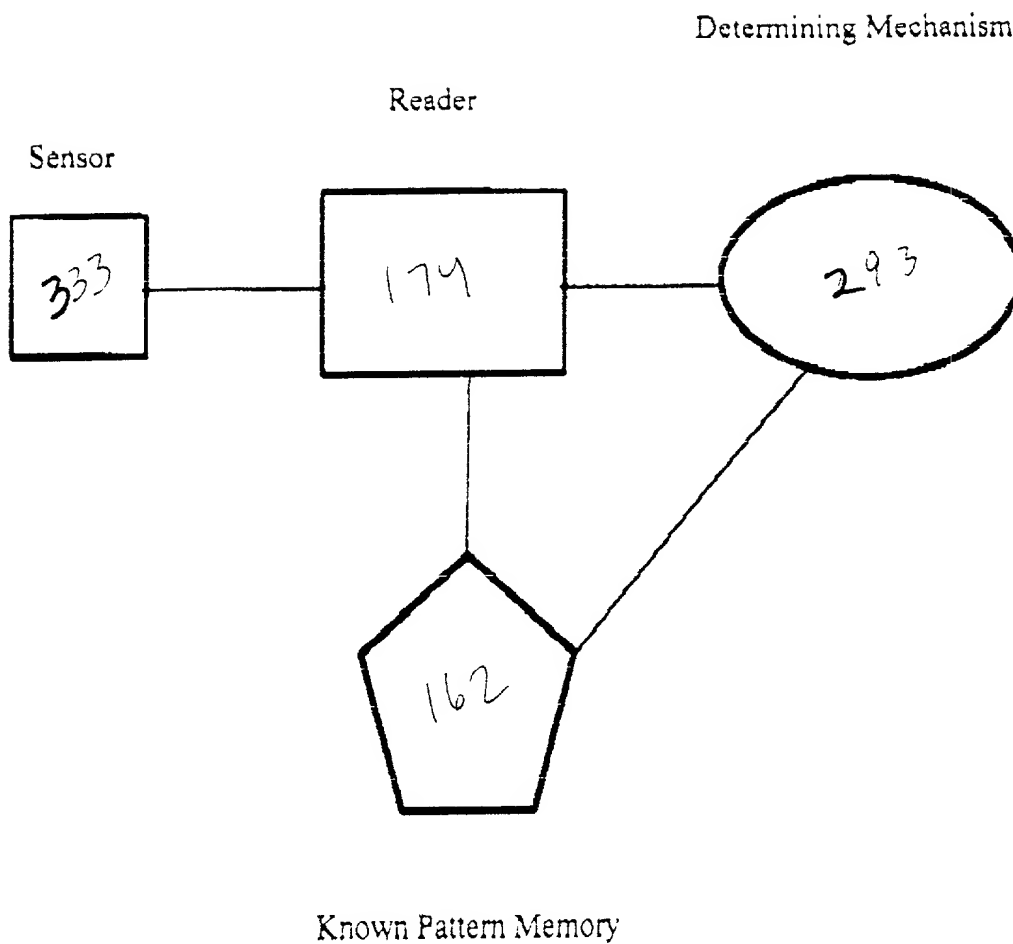 Determining Mechanism
Reader
Sensor
333
174
293
162
Known Pattern Memory